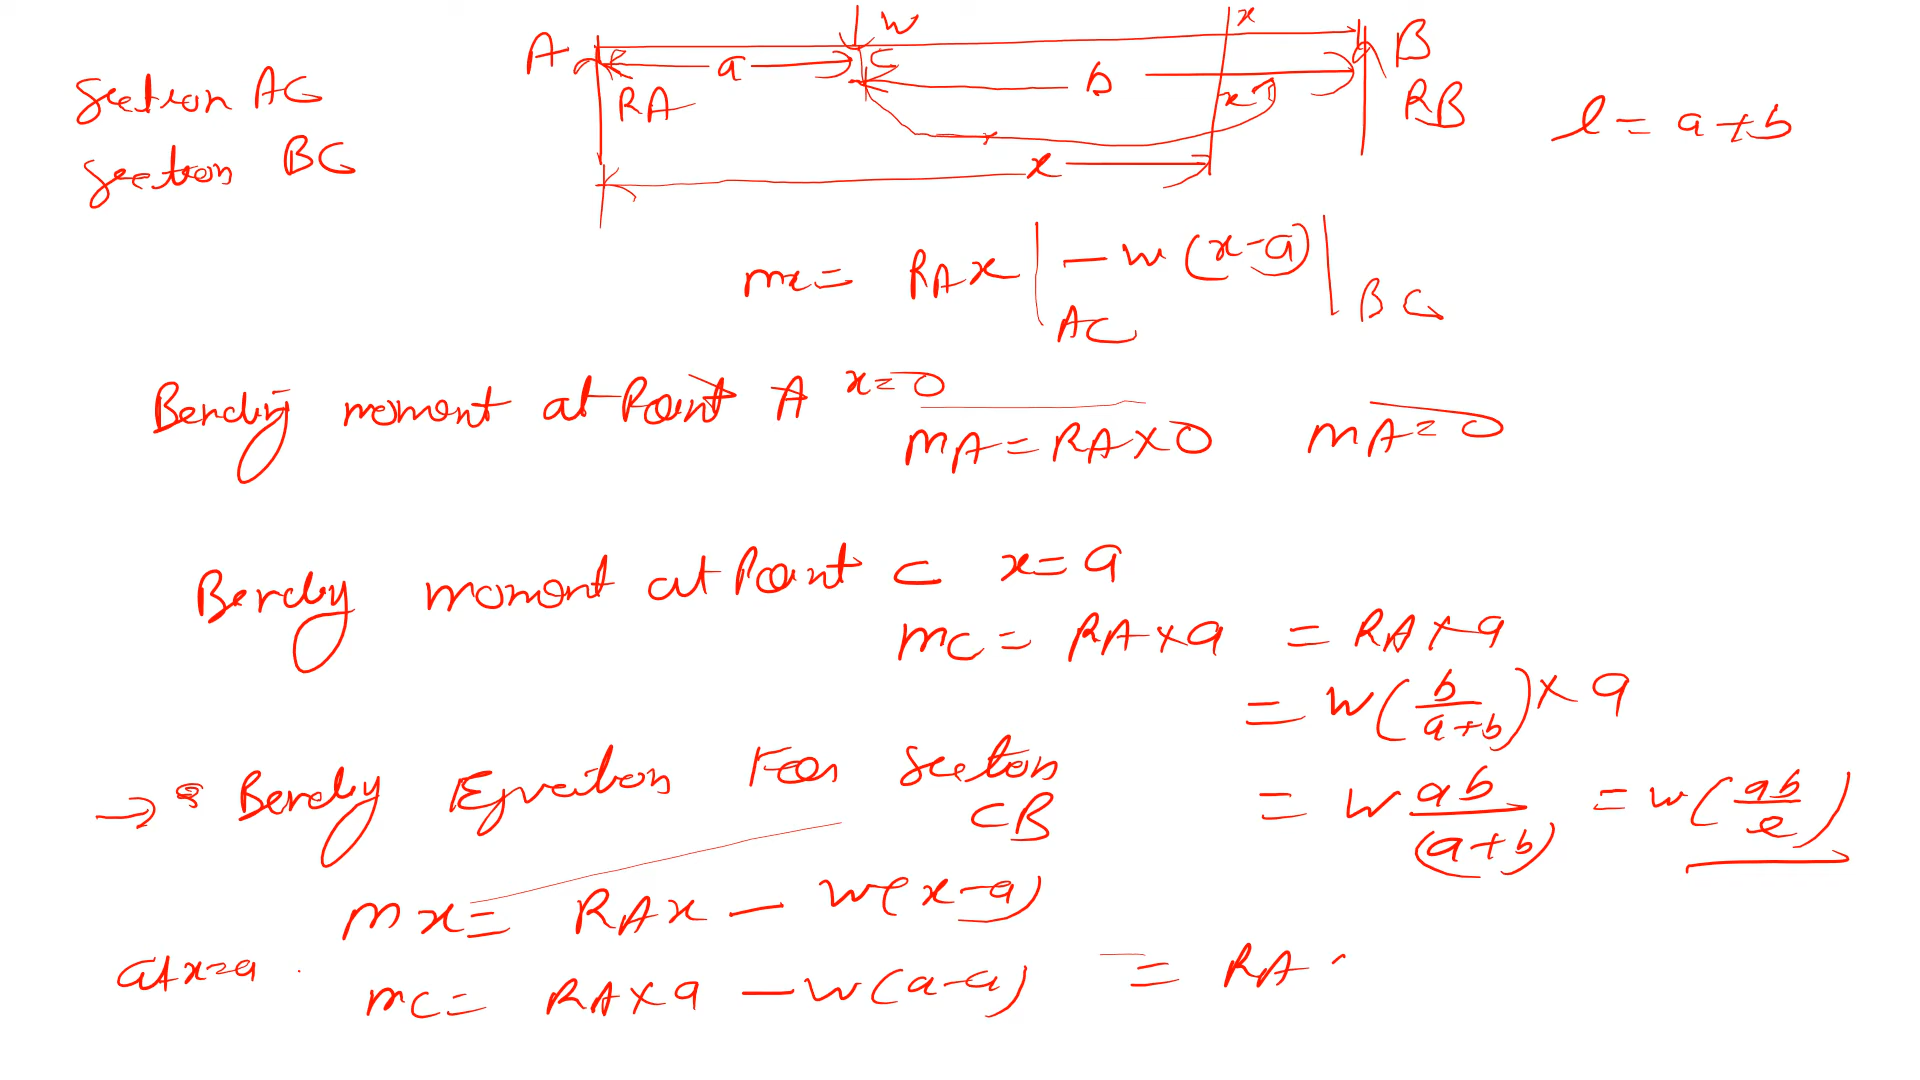 A W x B
Section AC a C b x-a RA RB l = a+b
Section BC x
mx = RAx | - w (x-a) |
AC BC
Bending moment at Point A x=0
MA = RA×0 MA=0
Bending moment at Point C x=a
MC = RA×a = RA×a
= W(b/a+b)×a
→ Bending Equation For Section CB
= W ab/(a+b) = W(ab/l)
Mx = RAx - W(x-a)
at x=a MC = RA×a - W(a-a) = RA